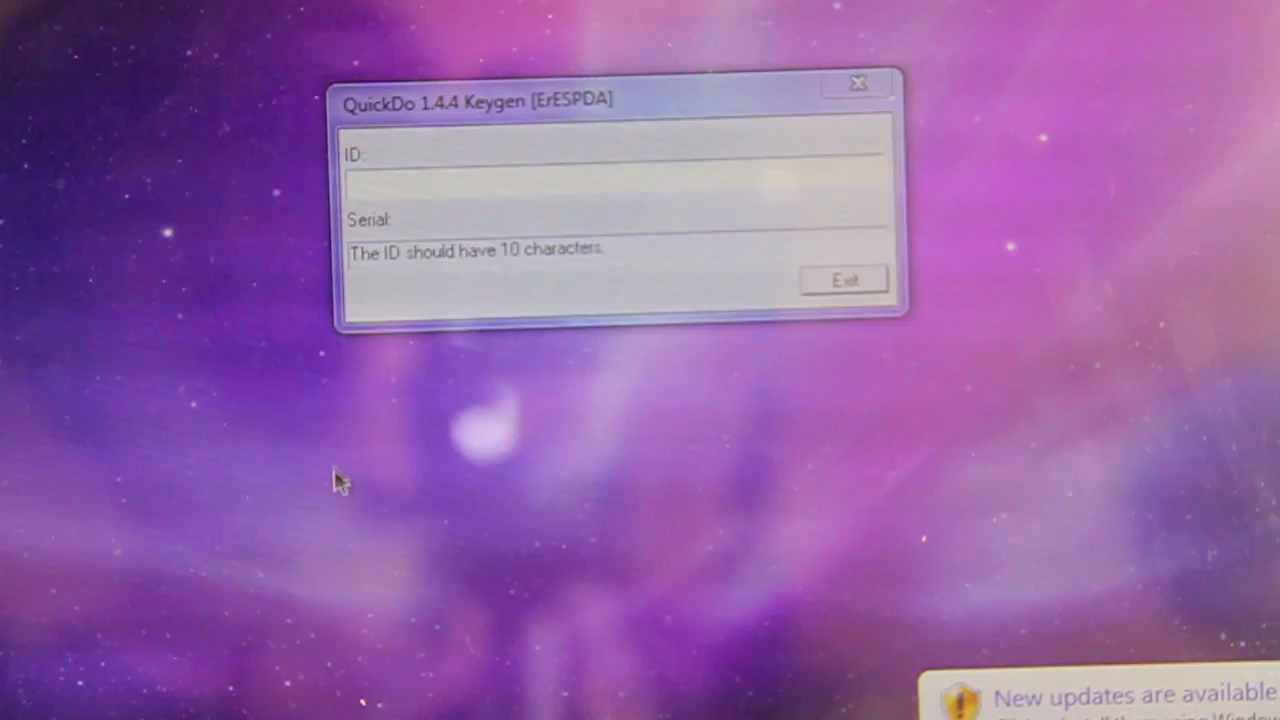 QuickDo 1.4.4 Keygen [ErESPDA]
ID:
Serial:
The ID should have 10 characters.
Exit
New updates are available